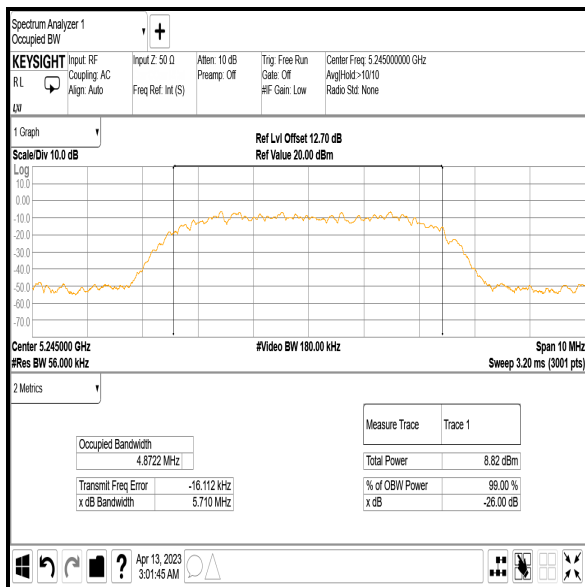 Spectrum Analyzer 1
Occupied BW
KEYSIGHT
RL
LXI
Input: RF
Coupling: AC
Align: Auto
Input Z: 50 Ω
Freq Ref: Int (S)
Atten: 10 dB
Preamp: Off
Trig: Free Run
Gate: Off
#IF Gain: Low
Center Freq: 5.245000000 GHz
Avg|Hold:>10/10
Radio Std: None
1 Graph
Scale/Div 10.0 dB
Ref Lvl Offset 12.70 dB
Ref Value 20.00 dBm
Log
10.0
0.00
-10.0
-20.0
-30.0
-40.0
-50.0
-60.0
-70.0
Center 5.245000 GHz
#Res BW 56.000 kHz
#Video BW 180.00 kHz
Span 10 MHz
Sweep 3.20 ms (3001 pts)
2 Metrics
Occupied Bandwidth
4.8722 MHz
Transmit Freq Error -16.112 kHz
x dB Bandwidth 5.710 MHz
Measure Trace Trace 1
Total Power 8.82 dBm
% of OBW Power 99.00 %
x dB -26.00 dB
? Apr 13, 2023
3:01:45 AM